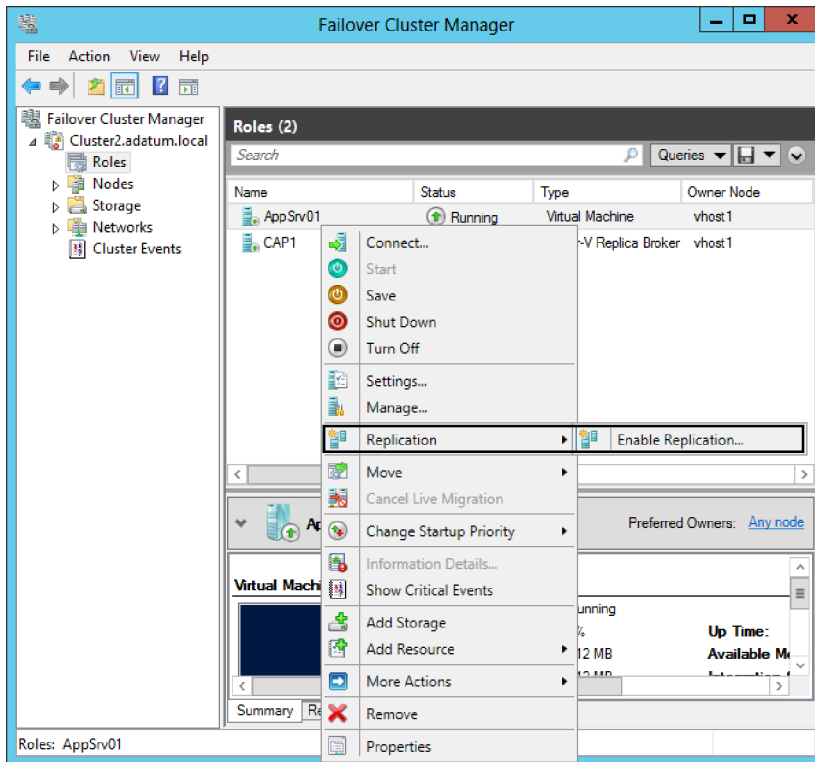 Failover Cluster Manager
File Action View Help
Failover Cluster Manager
Cluster2.adatum.local
Roles
Nodes
Storage
Networks
Cluster Events
Roles (2)
Search
Queries
Name Status Type Owner Node
AppSrv01 Running Virtual Machine vhost1
CAP1 r-V Replica Broker vhost1
Connect...
Start
Save
Shut Down
Turn Off
Settings...
Manage...
Replication
Enable Replication...
Move
Cancel Live Migration
Change Startup Priority
Information Details...
Show Critical Events
Add Storage
Add Resource
More Actions
Remove
Properties
Preferred Owners: Any node
Virtual Machi
unning
% Up Time:
12 MB Available M
Summary Re
Roles: AppSrv01